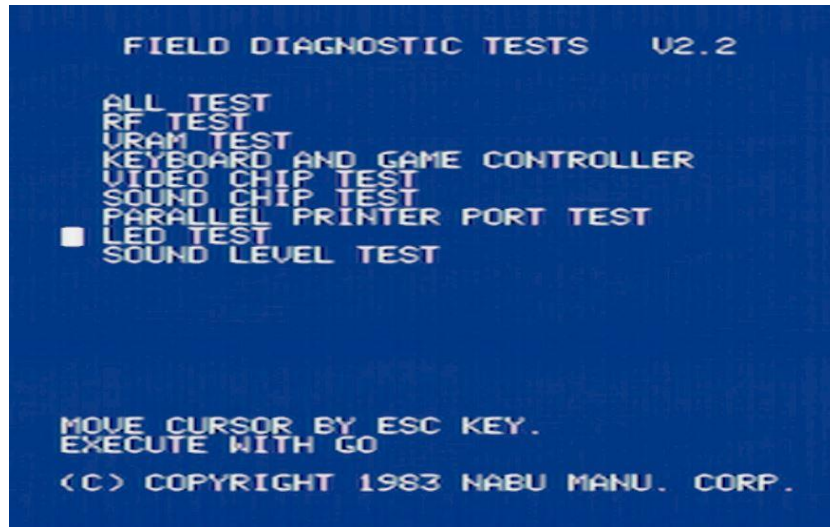 FIELD DIAGNOSTIC TESTS V2.2
ALL TEST
RF TEST
VRAM TEST
KEYBOARD AND GAME CONTROLLER
VIDEO CHIP TEST
SOUND CHIP TEST
PARALLEL PRINTER PORT TEST
LED TEST
SOUND LEVEL TEST
MOVE CURSOR BY ESC KEY.
EXECUTE WITH GO
(C) COPYRIGHT 1983 NABU MANU. CORP.